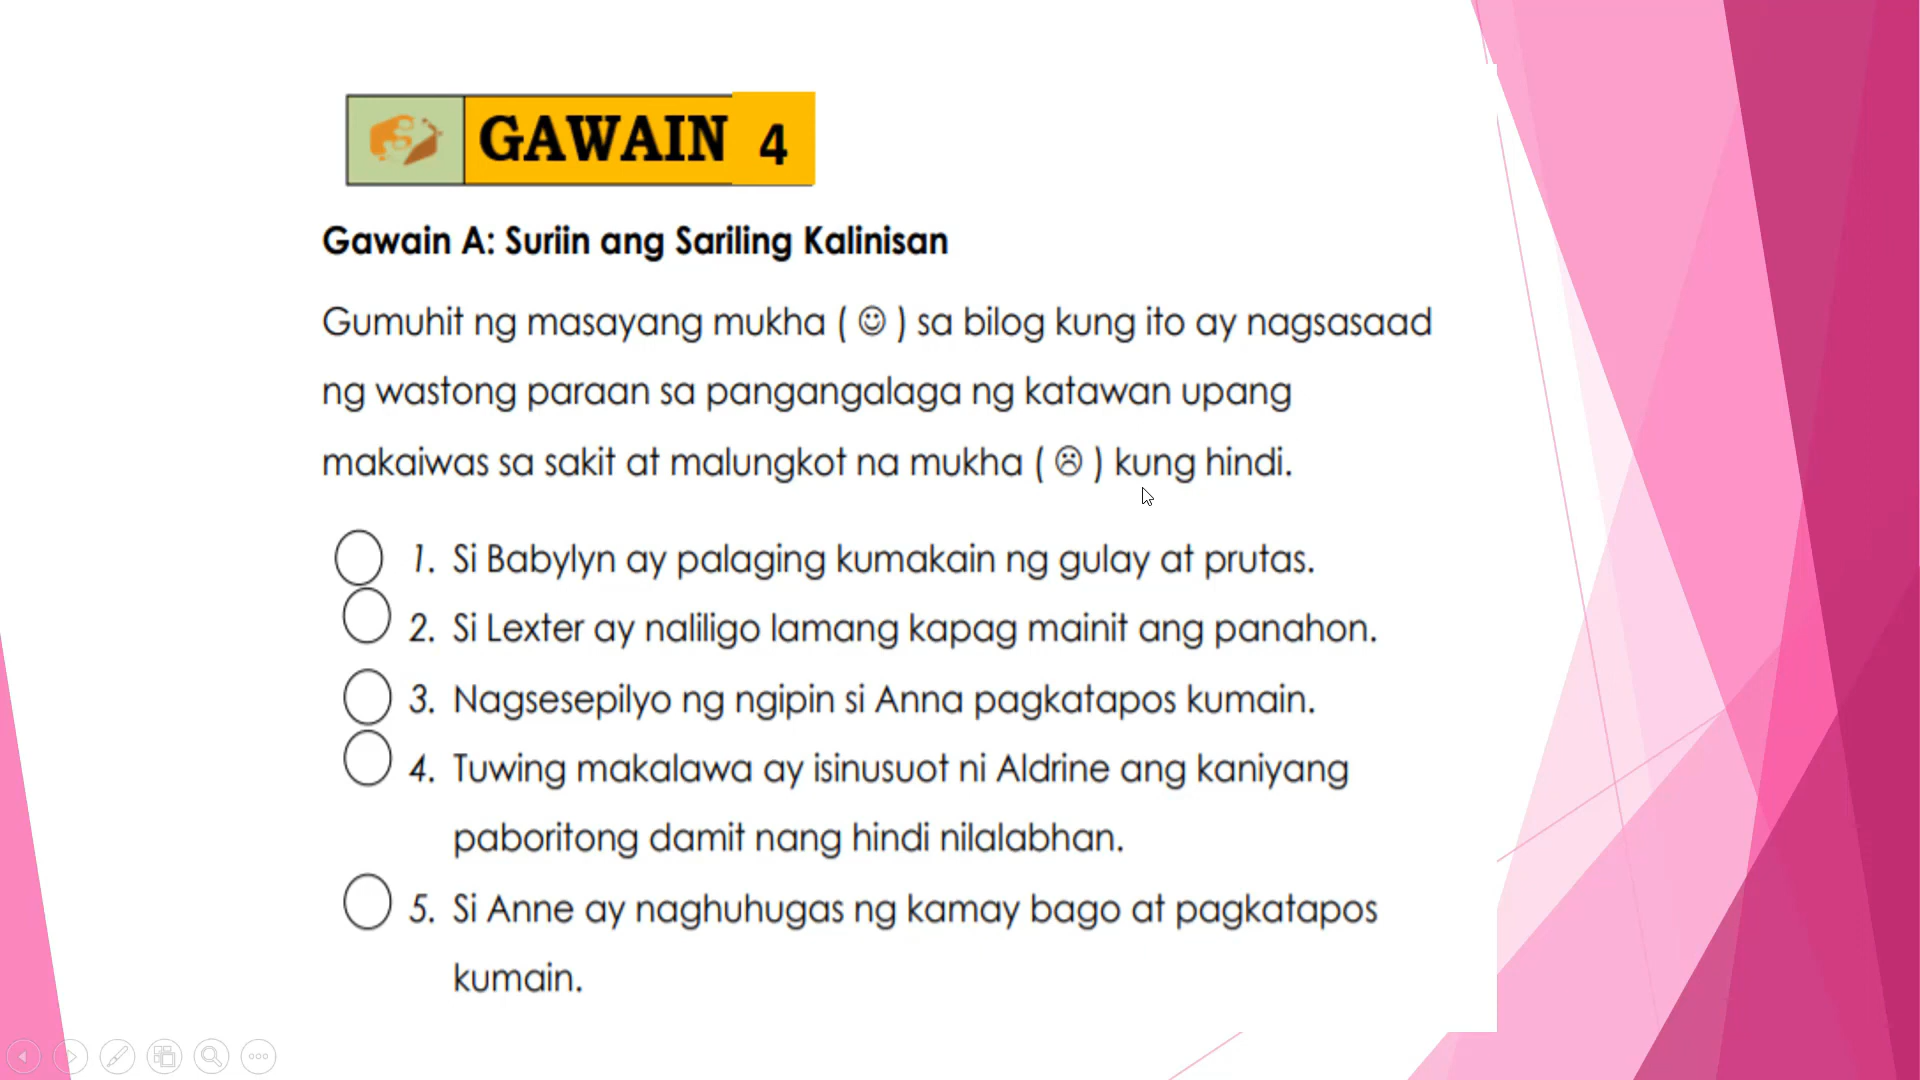 GAWAIN 4
Gawain A: Suriin ang Sariling Kalinisan
Gumuhit ng masayang mukha ( ☺ ) sa bilog kung ito ay nagsasaad
ng wastong paraan sa pangangalaga ng katawan upang
makaiwas sa sakit at malungkot na mukha ( ☹ ) kung hindi.
1. Si Babylyn ay palaging kumakain ng gulay at prutas.
2. Si Lexter ay naliligo lamang kapag mainit ang panahon.
3. Nagsesepilyo ng ngipin si Anna pagkatapos kumain.
4. Tuwing makalawa ay isinusuot ni Aldrine ang kaniyang
paboritong damit nang hindi nilalabhan.
5. Si Anne ay naghuhugas ng kamay bago at pagkatapos
kumain.